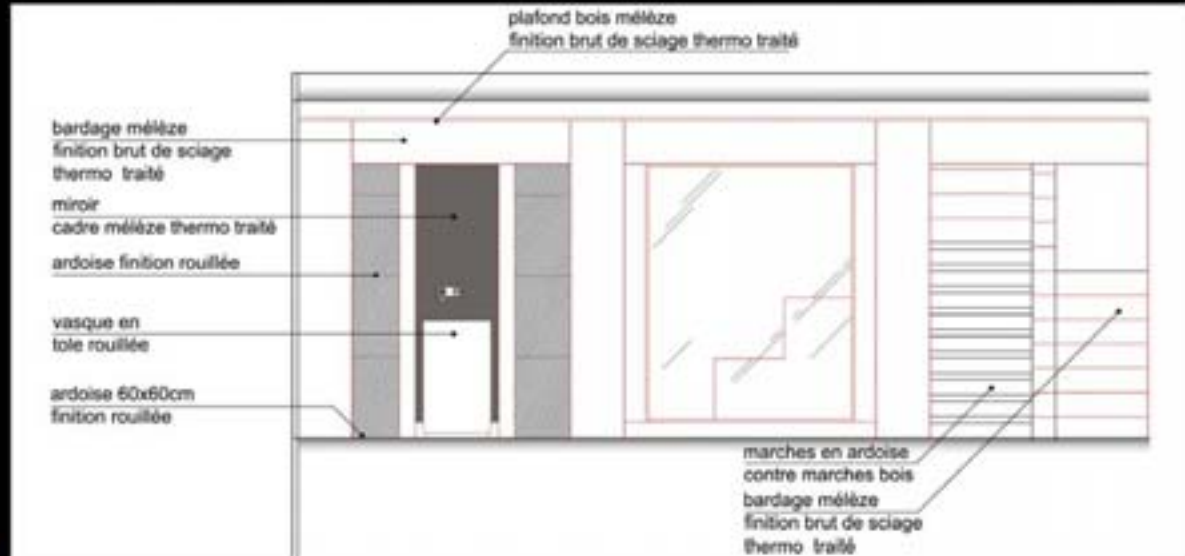 plafond bois mélèze
finition brut de sciage thermo traité
bardage mélèze
finition brut de sciage
thermo traité
miroir
cadre mélèze thermo traité
ardoise finition rouillée
vasque en
tole rouillée
ardoise 60x60cm
finition rouillée
marches en ardoise
contre marches bois
bardage mélèze
finition brut de sciage
thermo traité